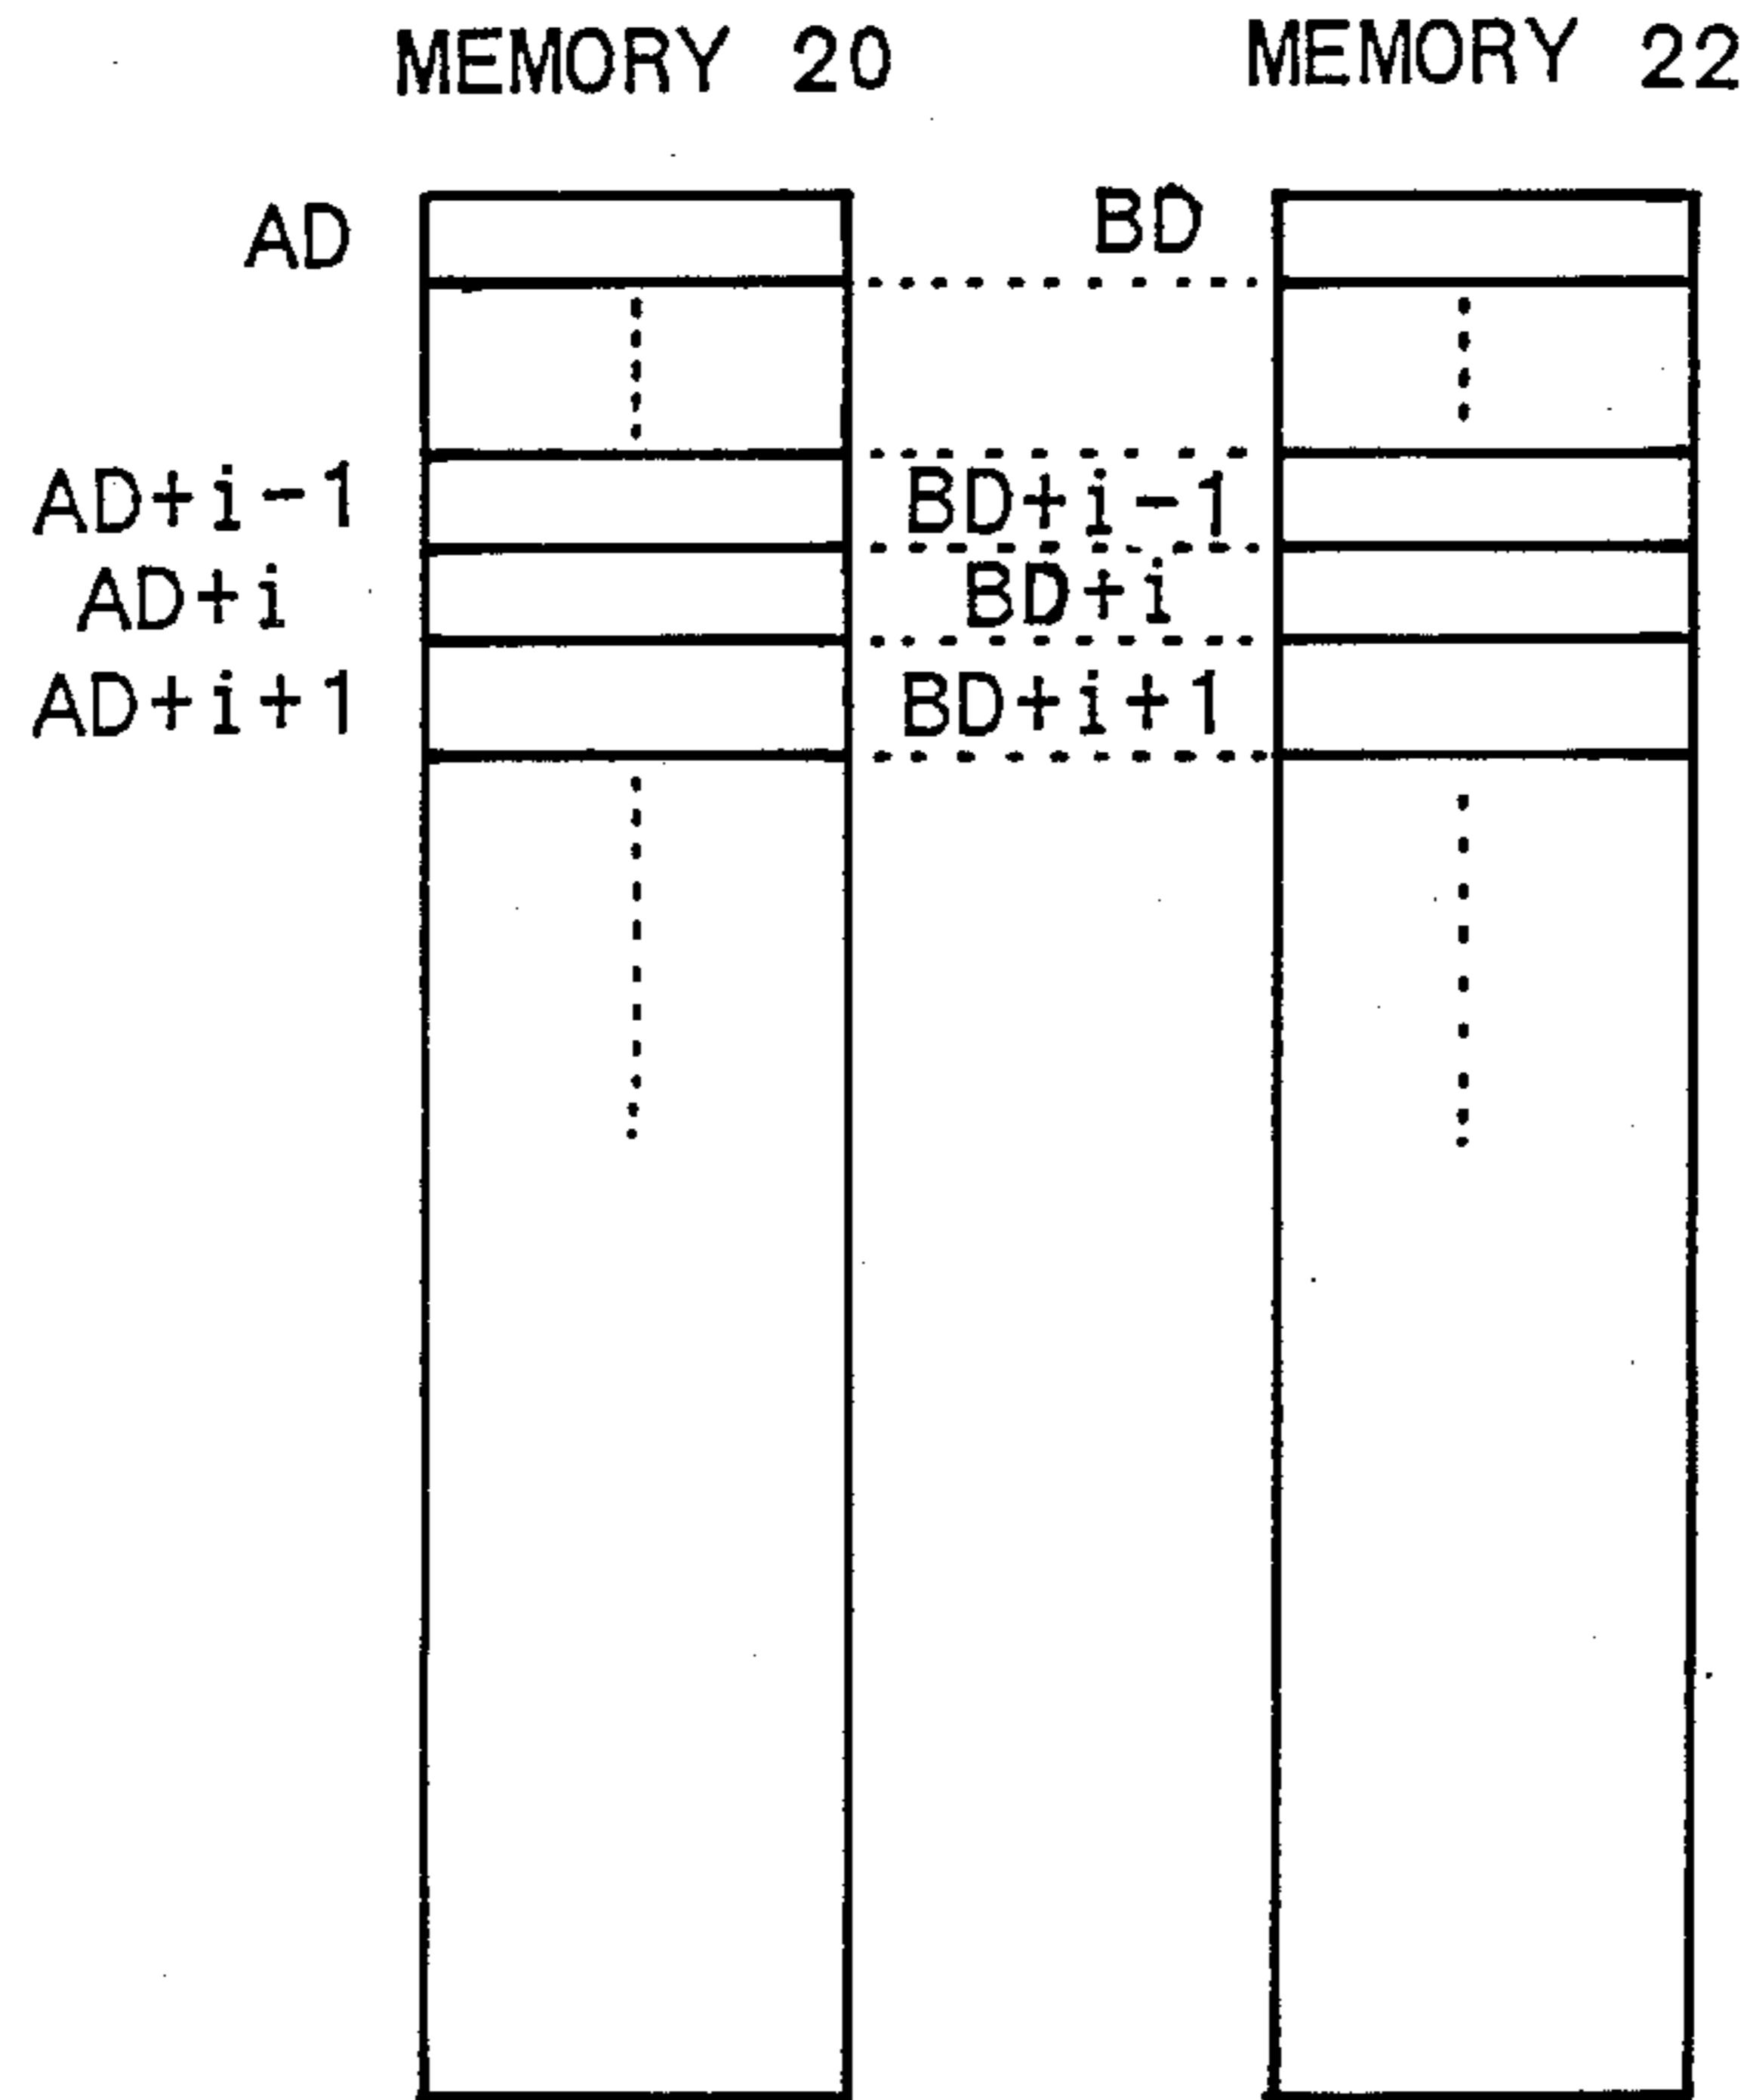 MEMORY 20 MEMORY 22
AD BD
AD+i-1 BD+i-1
AD+i BD+i
AD+i+1 BD+i+1